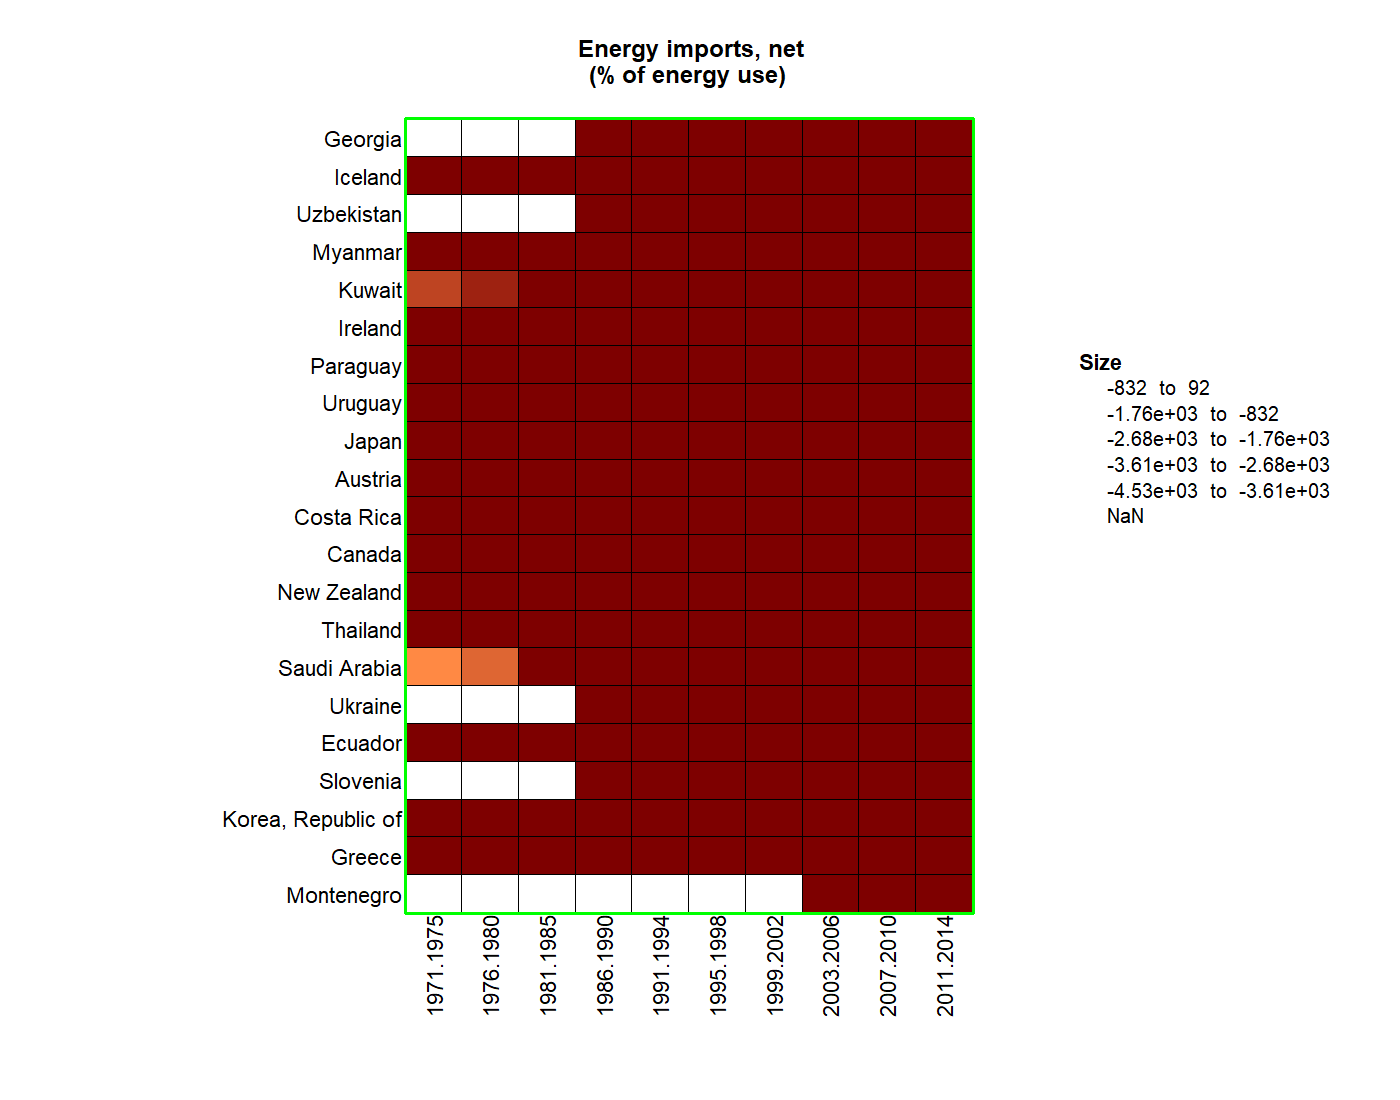 Energy imports, net
(% of energy use)
Georgia
Iceland
Uzbekistan
Myanmar
Kuwait
Ireland
Paraguay
Uruguay
Japan
Austria
Costa Rica
Canada
New Zealand
Thailand
Saudi Arabia
Ukraine
Ecuador
Slovenia
Korea, Republic of
Greece
Montenegro
1971.1975
1976.1980
1981.1985
1986.1990
1991.1994
1995.1998
1999.2002
2003.2006
2007.2010
2011.2014
Size
-832 to 92
-1.76e+03 to -832
-2.68e+03 to -1.76e+03
-3.61e+03 to -2.68e+03
-4.53e+03 to -3.61e+03
NaN